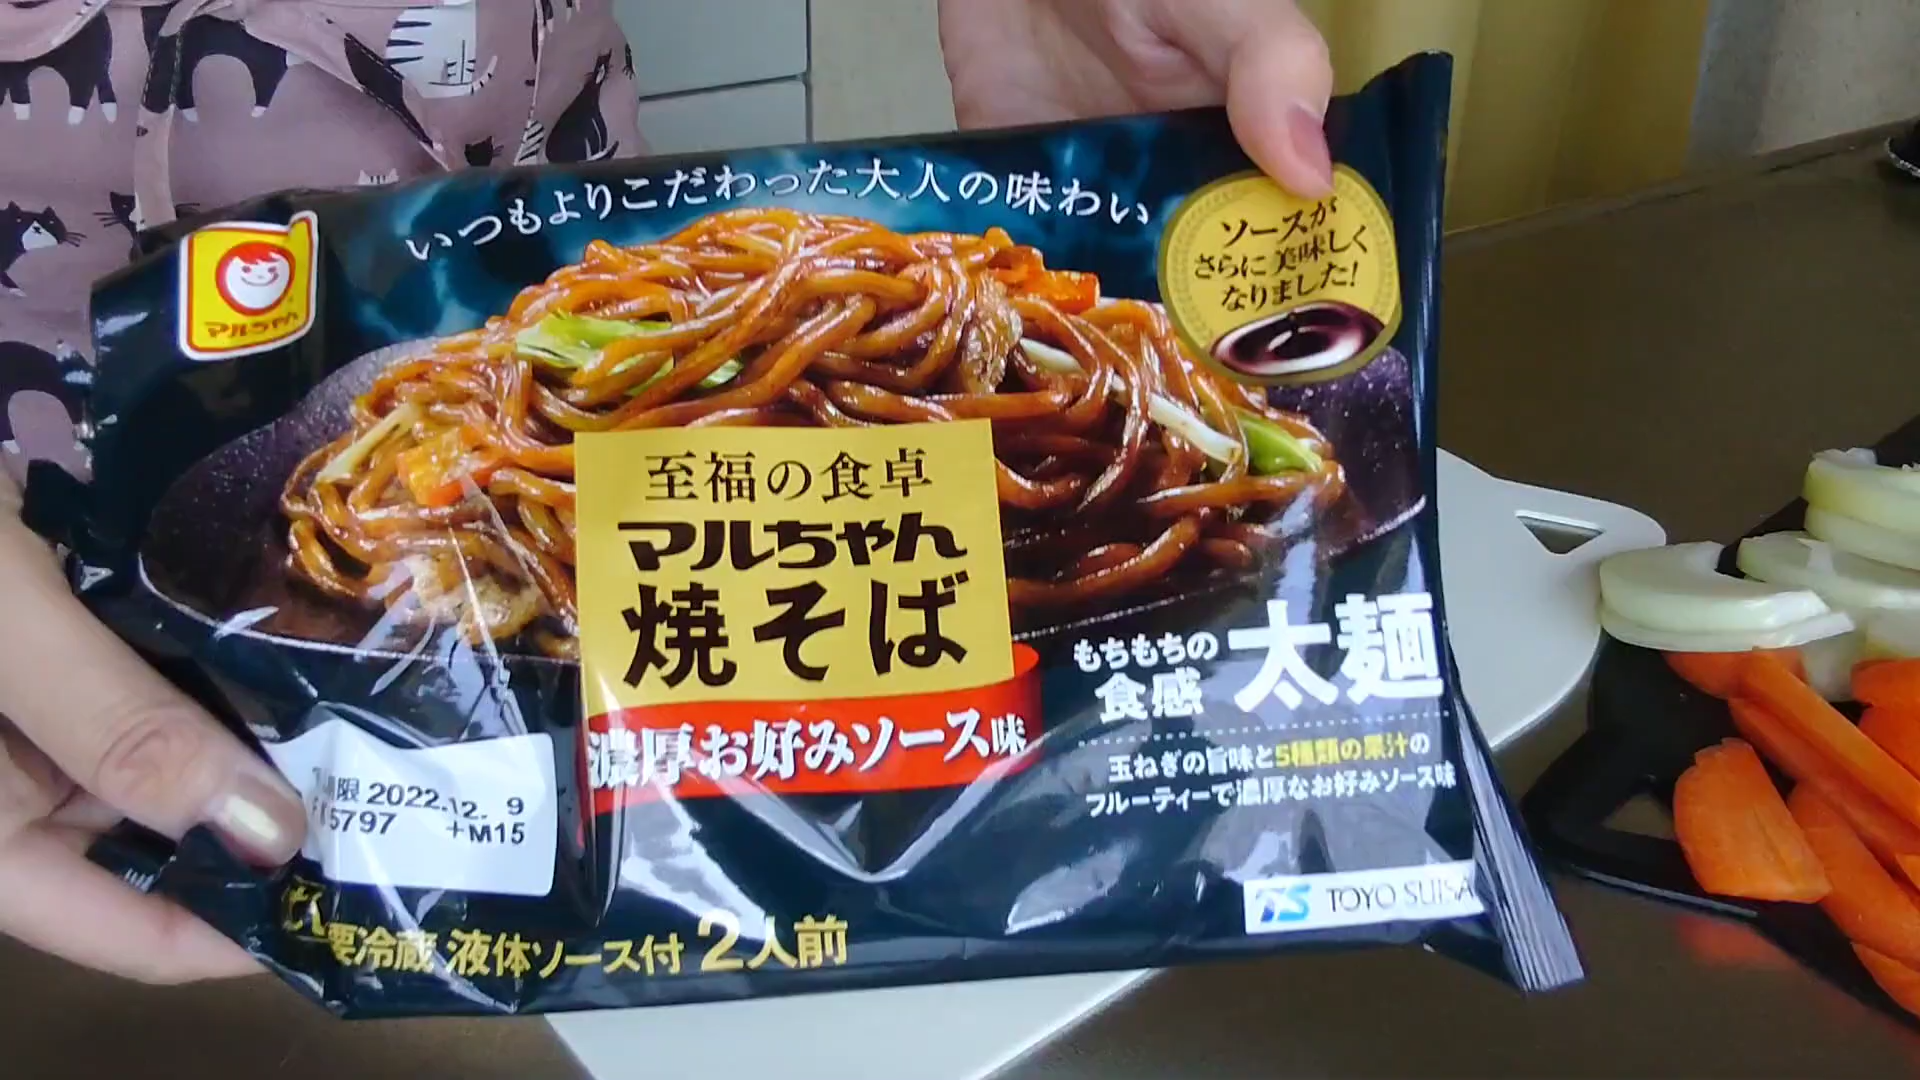 いつもよりこだわった大人の味わい
マルちゃん
ソースが
さらに美味しく
なりました!
至福の食卓
マルちゃん
焼そば
濃厚お好みソース味
もちもちの
食感
太麺
玉ねぎの旨味と5種類の果汁の
フルーティーで濃厚なお好みソース味
限 2022.12.9
5797 +M15
要冷蔵 液体ソース付 2人前
TS TOYO SUISA